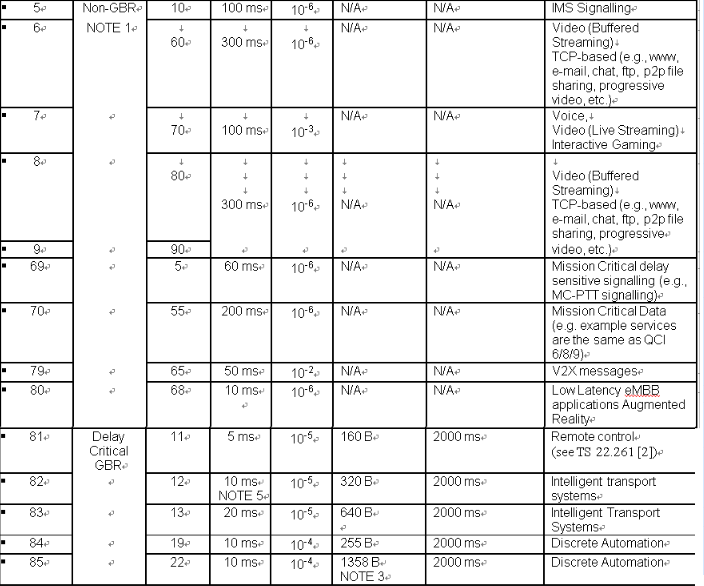 5 Non-GBR 10 100 ms 10-6 N/A N/A IMS Signalling
6 NOTE 1 60 300 ms 10-6 N/A N/A Video (Buffered
Streaming)
TCP-based (e.g., www,
e-mail, chat, ftp, p2p file
sharing, progressive
video, etc.)
7 70 100 ms 10-3 N/A N/A Voice,
Video (Live Streaming)
Interactive Gaming
8 80 300 ms 10-6 N/A N/A Video (Buffered
Streaming)
TCP-based (e.g., www,
e-mail, chat, ftp, p2p file
sharing, progressive
9 90 video, etc.)
69 5 60 ms 10-6 N/A N/A Mission Critical delay
sensitive signalling (e.g.,
MC-PTT signalling)
70 55 200 ms 10-6 N/A N/A Mission Critical Data
(e.g. example services
are the same as QCI
6/8/9)
79 65 50 ms 10-2 N/A N/A V2X messages
80 68 10 ms 10-6 N/A N/A Low Latency eMBB
applications Augmented
Reality
81 Delay Critical GBR 11 5 ms 10-5 160 B 2000 ms Remote control
(see TS 22.261 [2])
82 12 10 ms NOTE 5 10-5 320 B 2000 ms Intelligent transport
systems
83 13 20 ms 10-5 640 B 2000 ms Intelligent Transport
Systems
84 19 10 ms 10-4 255 B 2000 ms Discrete Automation
85 22 10 ms 10-4 1358 B NOTE 3 2000 ms Discrete Automation